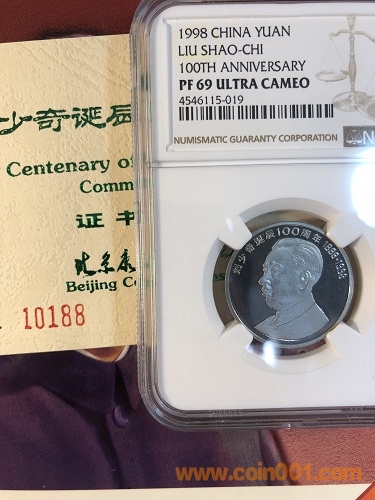 1998 CHINA YUAN
LIU SHAO-CHI
100TH ANNIVERSARY
PF 69 ULTRA CAMEO
4546115-019
NUMISMATIC GUARANTY CORPORATION
少奇诞辰
Centenary of
Comm
证书
Beijing Co
10188
刘少奇诞辰100周年 1898-1998
www.coin001.com